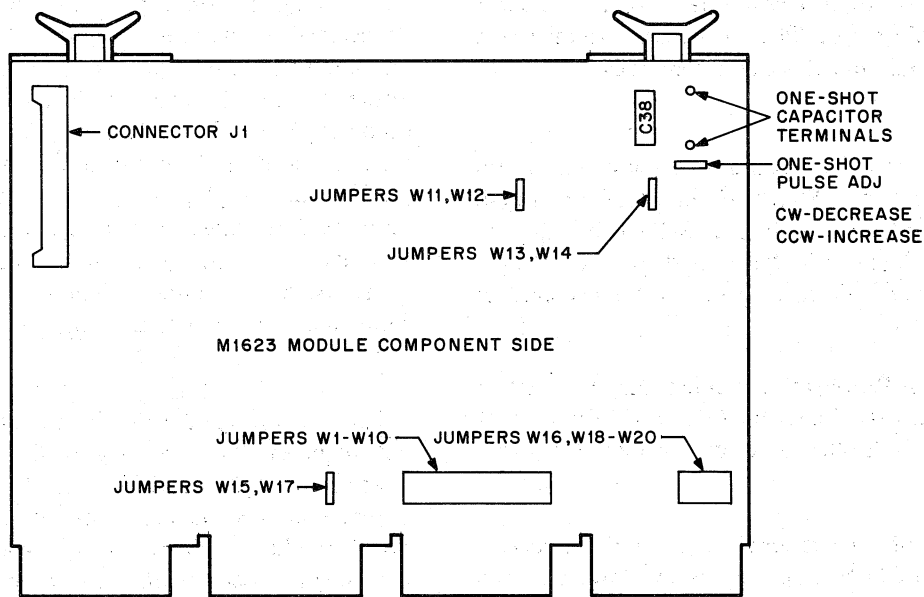 C38
ONE-SHOT
CAPACITOR
TERMINALS
CONNECTOR J1
ONE-SHOT
PULSE ADJ
CW-DECREASE
CCW-INCREASE
JUMPERS W11,W12
JUMPERS W13,W14
M1623 MODULE COMPONENT SIDE
JUMPERS W1-W10
JUMPERS W16,W18-W20
JUMPERS W15,W17